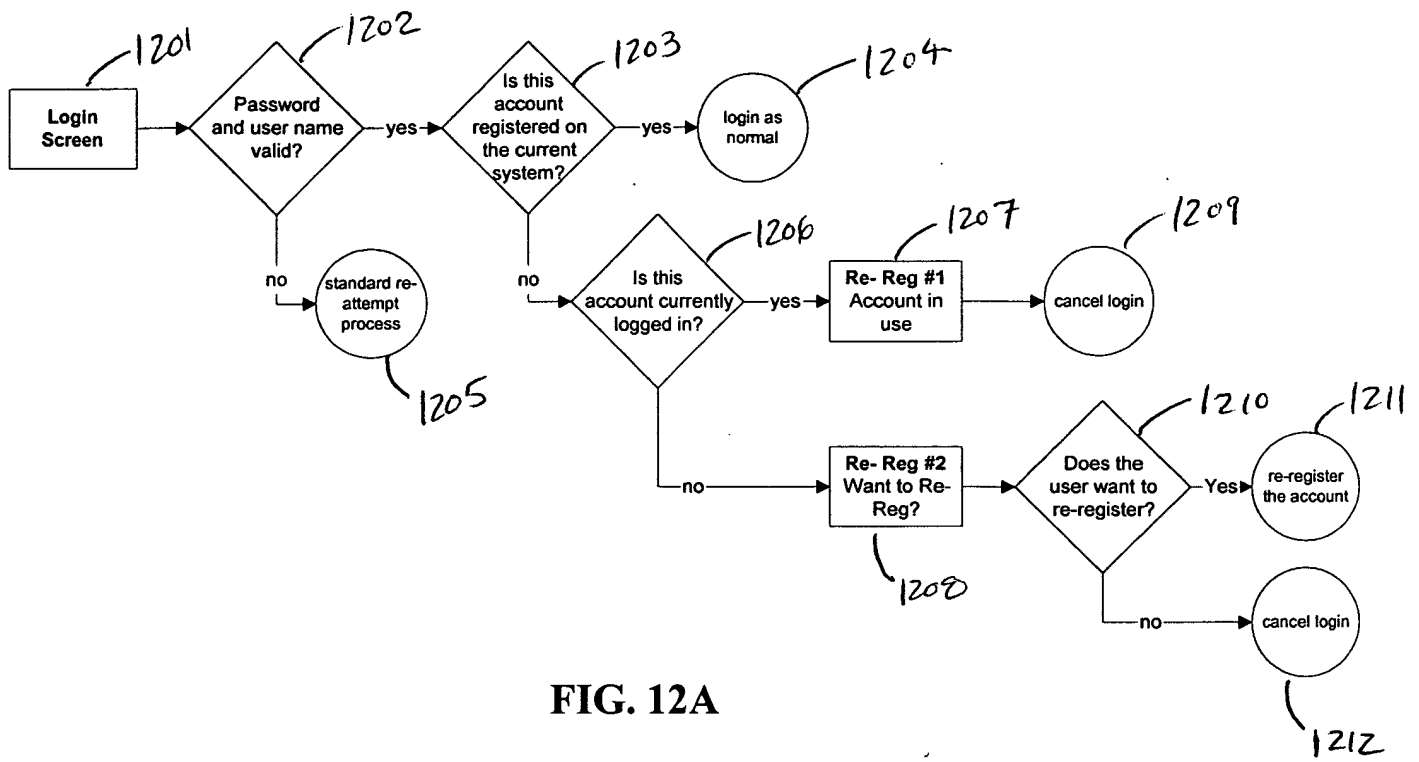 1201
1202
1203
1204
Login
Screen
Password
and user name
valid?
yes
Is this
account
registered on
the current
system?
yes
login as
normal
no
standard re-
attempt
process
1205
no
1206
Is this
account currently
logged in?
yes
1207
Re- Reg #1
Account in
use
1209
cancel login
no
Re- Reg #2
Want to Re-
Reg?
1208
1210
Does the
user want to
re-register?
Yes
1211
re-register
the account
no
cancel login
1212
FIG. 12A